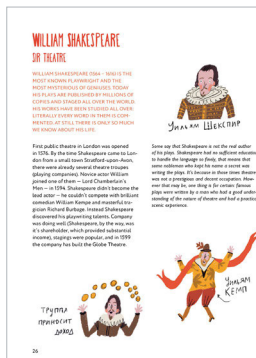 WILLIAM SHAKESPEARE
SIR THEATRE
WILLIAM SHAKESPEARE (1564 - 1616) IS THE
MOST KNOWN PLAYWRIGHT AND THE
MOST MYSTERIOUS OF GENIUSES. TODAY
HIS PLAYS ARE PUBLISHED BY MILLIONS OF
COPIES AND STAGED ALL OVER THE WORLD.
HIS WORKS HAVE BEEN STUDIED ALL OVER.
LITERALLY EVERY WORD IN THEM IS COM-
MENTED. AT STILL THERE IS ONLY SO MUCH
WE KNOW ABOUT HIS LIFE.
First public theatre in London was opened
in 1576. By the time Shakespeare came to Lon-
don from a small town Stratford-upon-Avon,
there were already several theatre troupes
(playing companies). Novice actor William
joined one of them — Lord Chamberlain's
Men — in 1594. Shakespeare didn't become the
lead actor — he couldn't compete with brilliant
comedian William Kempe and masterful tra-
gician Richard Burbage. Instead Shakespeare
discovered his playwriting talents. Company
was doing well (Shakespeare, by the way, was
it's shareholder, which provided substantial
income), stagings were popular, and in 1599
the company has built the Globe Theatre.
ТРУППА
ПРИНОСИТ
ДОХОД
26
УИЛЬЯМ ШЕКСПИР
Some say that Shakespeare is not the real author
of his plays. Shakespeare had no sufficient education
to handle the language so finely, that means that
some nobleman who keeps his name a secret was
writing the plays. It's because in those times theatre
was not a prestigious and decent occupation. How-
ever that may be, one thing is for certain: famous
plays were written by a man who had a good under-
standing of the nature of theatre and had a practical
scenic experience.
УИЛЬЯМ
КЕМП